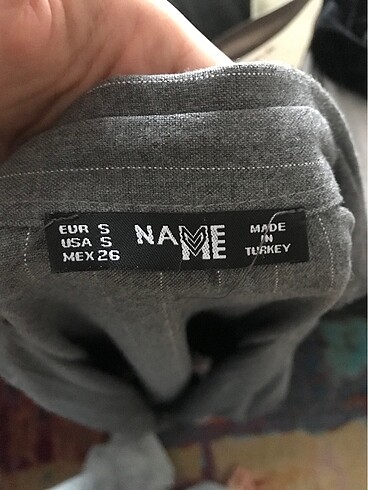 EUR S
USA S
MEX 26
NAME
ME
MADE
IN
TURKEY